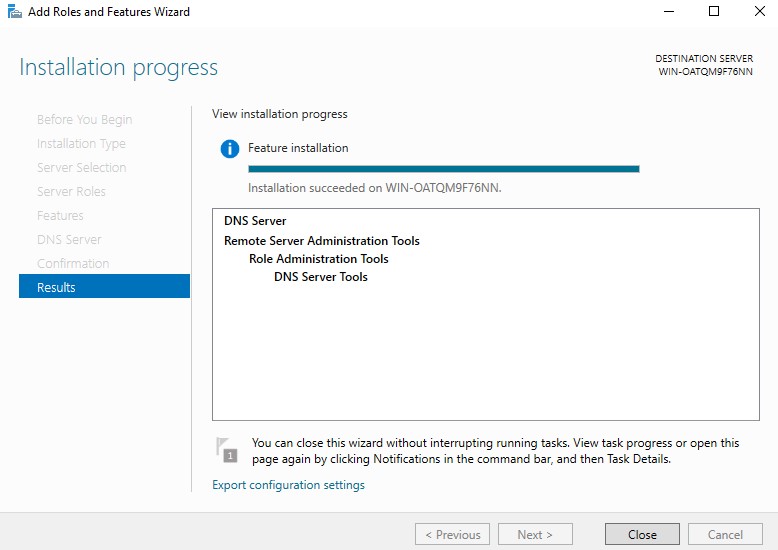 Add Roles and Features Wizard
Installation progress
DESTINATION SERVER
WIN-OATQM9F76NN
Before You Begin
Installation Type
Server Selection
Server Roles
Features
DNS Server
Confirmation
Results
View installation progress
Feature installation
Installation succeeded on WIN-OATQM9F76NN.
DNS Server
Remote Server Administration Tools
Role Administration Tools
DNS Server Tools
1
You can close this wizard without interrupting running tasks. View task progress or open this
page again by clicking Notifications in the command bar, and then Task Details.
Export configuration settings
< Previous
Next >
Close
Cancel